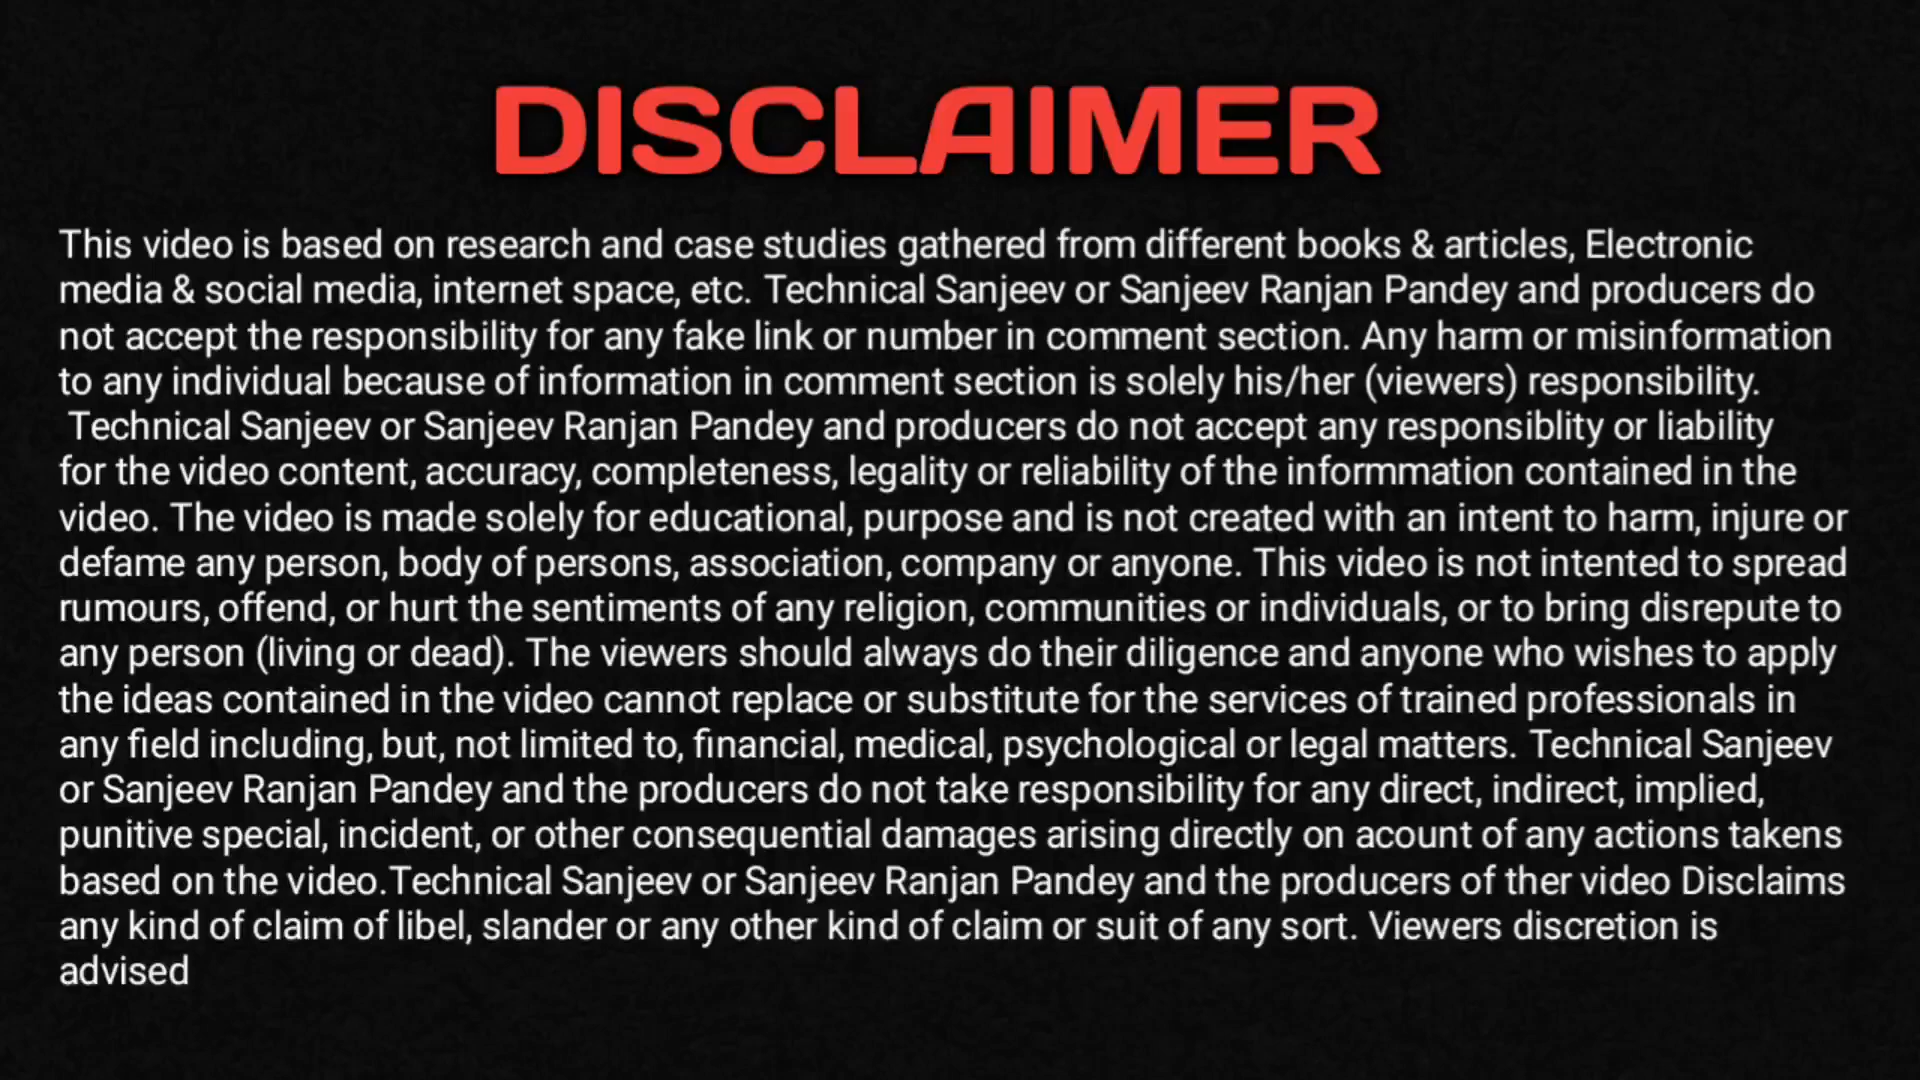 DISCLAIMER
This video is based on research and case studies gathered from different books & articles, Electronic
media & social media, internet space, etc. Technical Sanjeev or Sanjeev Ranjan Pandey and producers do
not accept the responsibility for any fake link or number in comment section. Any harm or misinformation
to any individual because of information in comment section is solely his/her (viewers) responsibility.
Technical Sanjeev or Sanjeev Ranjan Pandey and producers do not accept any responsiblity or liability
for the video content, accuracy, completeness, legality or reliability of the informmation contained in the
video. The video is made solely for educational, purpose and is not created with an intent to harm, injure or
defame any person, body of persons, association, company or anyone. This video is not intented to spread
rumours, offend, or hurt the sentiments of any religion, communities or individuals, or to bring disrepute to
any person (living or dead). The viewers should always do their diligence and anyone who wishes to apply
the ideas contained in the video cannot replace or substitute for the services of trained professionals in
any field including, but, not limited to, financial, medical, psychological or legal matters. Technical Sanjeev
or Sanjeev Ranjan Pandey and the producers do not take responsibility for any direct, indirect, implied,
punitive special, incident, or other consequential damages arising directly on acount of any actions takens
based on the video.Technical Sanjeev or Sanjeev Ranjan Pandey and the producers of ther video Disclaims
any kind of claim of libel, slander or any other kind of claim or suit of any sort. Viewers discretion is
advised